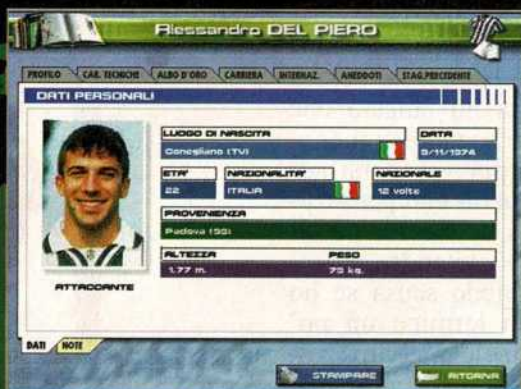 Alessandro DEL PIERO
PROFILO CAR. TECNICHE ALBO D'ORO CARRIERA INTERNAZ. ANEDDOTI STAG.PRECEDENTE
DATI PERSONALI
LUOGO DI NASCITA DATA
Conegliano (TV) 9/11/1974
ETA' NAZIONALITA' NAZIONALE
22 ITALIA 12 volte
PROVENIENZA
Padova (93)
ALTEZZA PESO
1.77 m. 73 kg.
ATTACCANTE
DATI NOTE
STAMPARE RITORNA